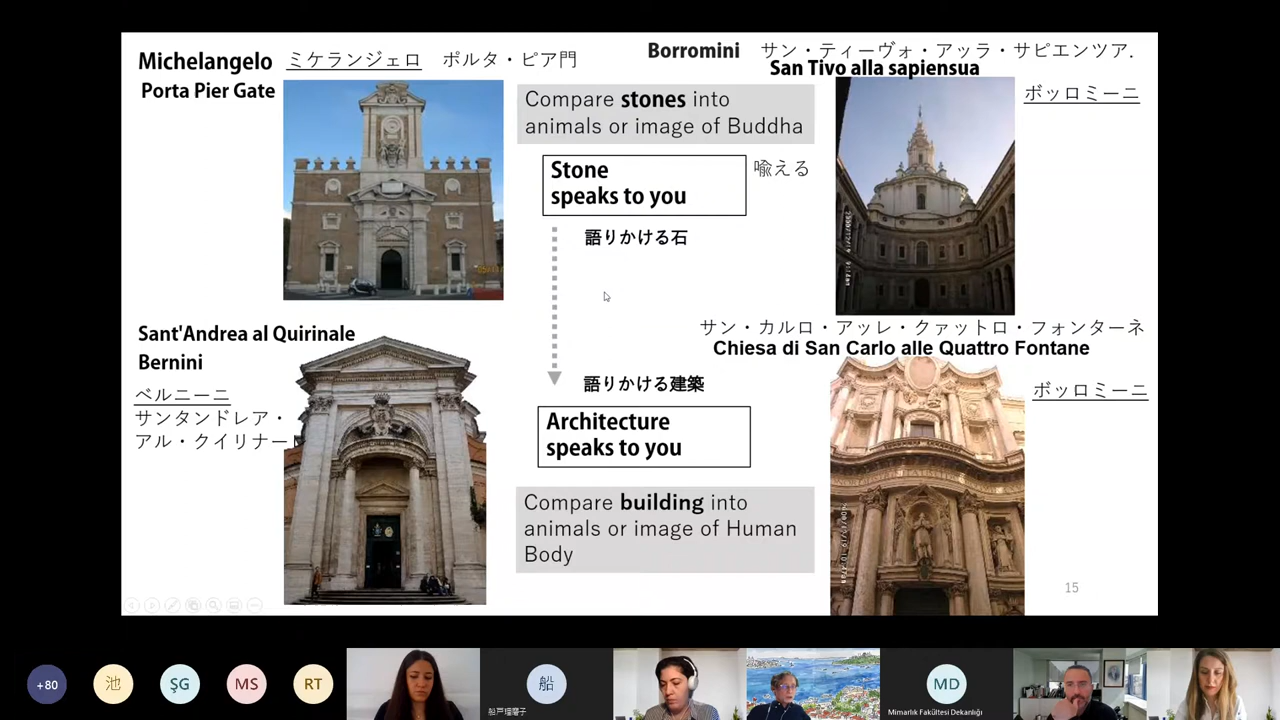 Michelangelo ミケランジェロ ポルタ・ピア門
Porta Pier Gate
Borromini サン・ティーヴォ・アッラ・サピエンツア.
San Tivo alla sapiensua
ボッロミーニ
Compare stones into
animals or image of Buddha
Stone
speaks to you
喩える
語りかける石
Sant'Andrea al Quirinale
Bernini
ベルニーニ
サンタンドレア・
アル・クイリナー
サン・カルロ・アッレ・クァットロ・フォンターネ
Chiesa di San Carlo alle Quattro Fontane
ボッロミーニ
語りかける建築
Architecture
speaks to you
Compare building into
animals or image of Human
Body
15
+80
池
ŞG
MS
RT
船
船戸理磨子
MD
Mimarlık Fakültesi Dekanlığı